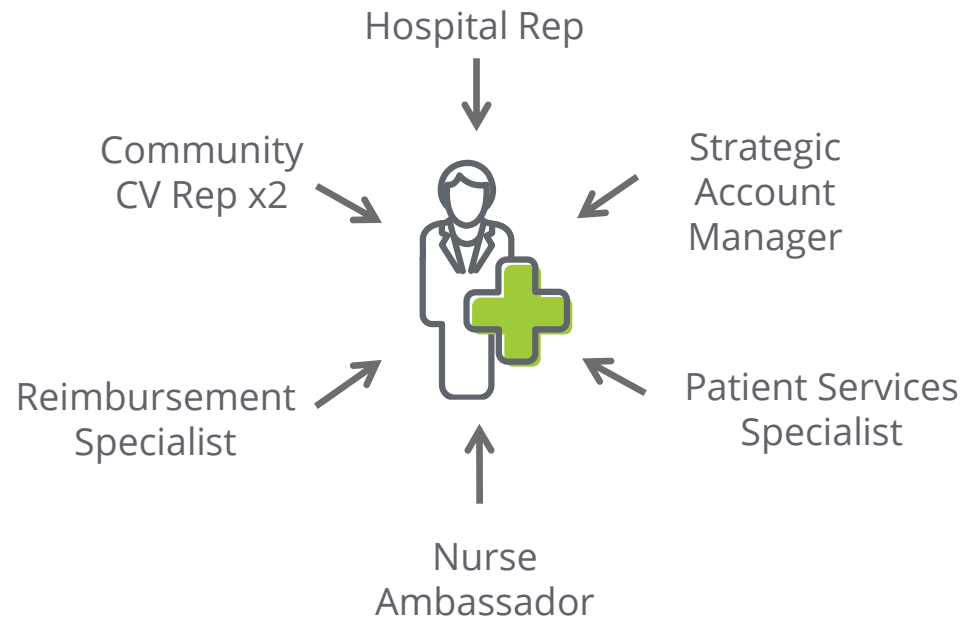 Hospital Rep
Community
CV Rep x2
Strategic
Account
Manager
Reimbursement
Specialist
Patient Services
Specialist
Nurse
Ambassador